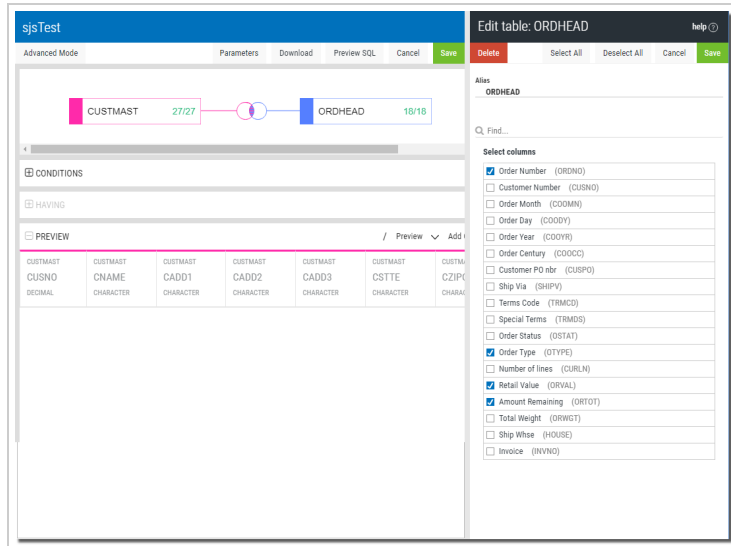 sjsTest
Advanced Mode Parameters Download Preview SQL Cancel Save
CUSTMAST 27/27 ORDHEAD 18/18
CONDITIONS
HAVING
PREVIEW / Preview Add
CUSTMAST CUSTMAST CUSTMAST CUSTMAST CUSTMAST CUSTMAST
CUSNO CNAME CADD1 CADD2 CADD3 CSTTE
DECIMAL CHARACTER CHARACTER CHARACTER CHARACTER CHARACTER
Edit table: ORDHEAD help ?
Delete Select All Deselect All Cancel Save
Alias
ORDHEAD
Find...
Select columns
Order Number (ORDNO)
Customer Number (CUSNO)
Order Month (COOMN)
Order Day (COODY)
Order Year (COOYR)
Order Century (COOCC)
Customer PO nbr (CUSPO)
Ship Via (SHIPV)
Terms Code (TRMCD)
Special Terms (TRMDS)
Order Status (OSTAT)
Order Type (OTYPE)
Number of lines (CURLN)
Retail Value (ORVAL)
Amount Remaining (ORTOT)
Total Weight (ORWGT)
Ship Whse (HOUSE)
Invoice (INVNO)